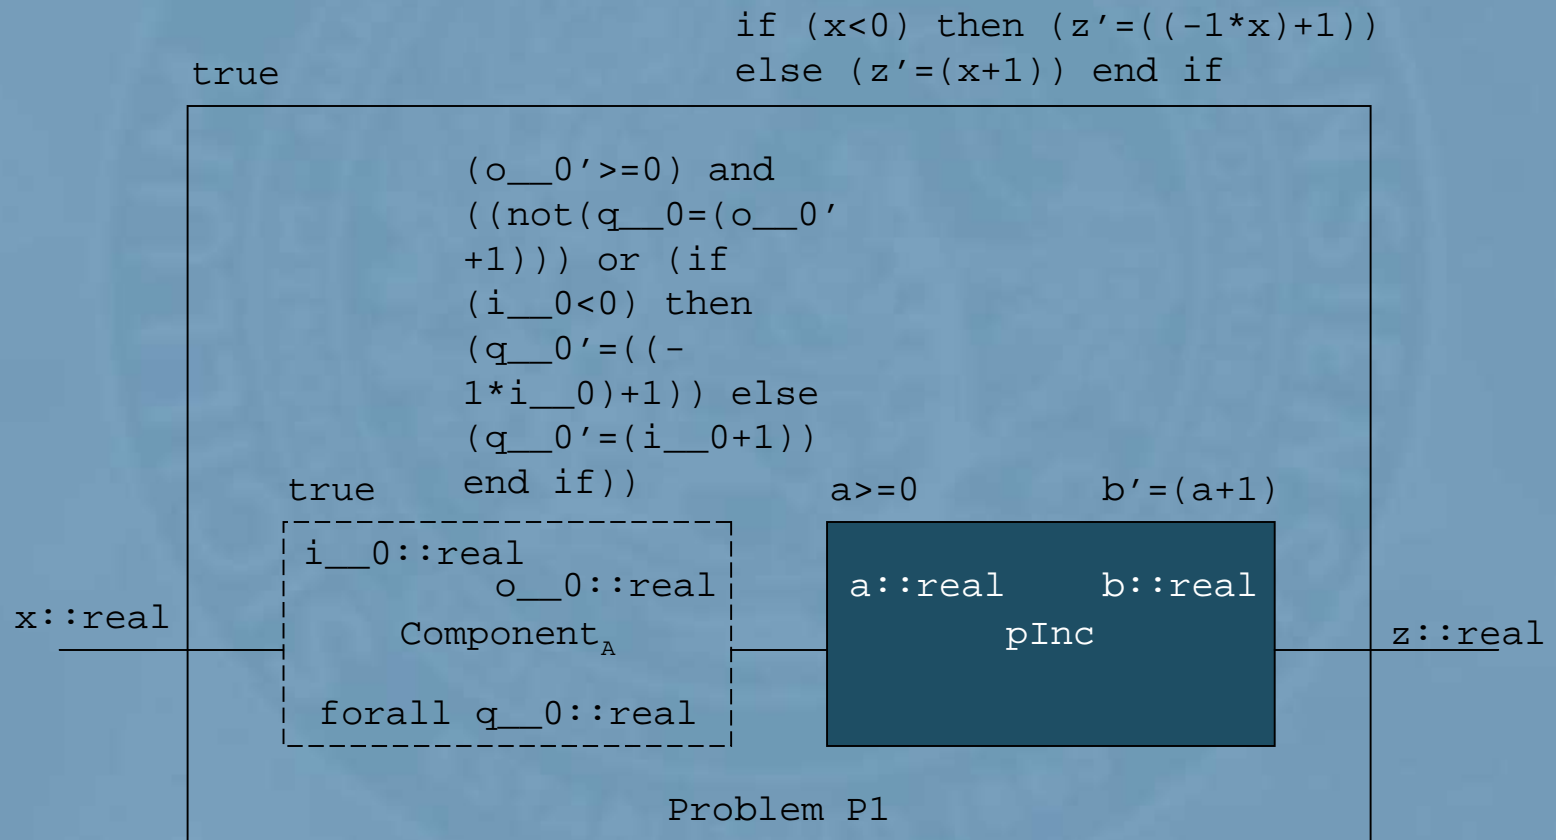 if (x<0) then (z′=((-1*x)+1))
true
else (z′=(x+1)) end if
(o__0′>=0) and
((not(q__0=(o__0′
+1))) or (if
(i__0<0) then
(q__0′=((-
1*i__0)+1)) else
(q__0′=(i__0+1))
end if))
true
a>=0
b′=(a+1)
i__0::real
o__0::real
a::real
b::real
x::real
Component_A
pInc
z::real
forall q__0::real
Problem P1